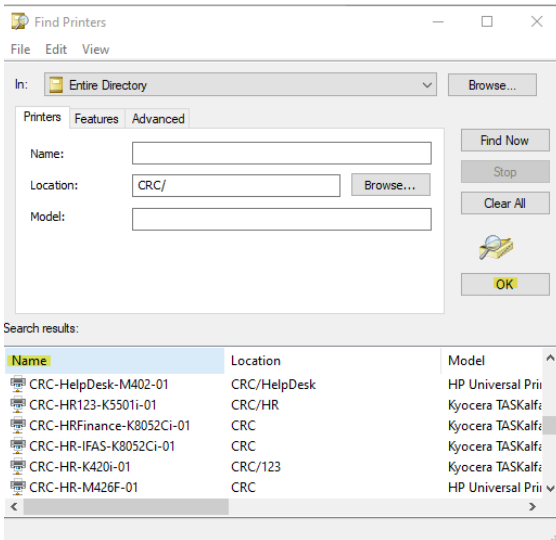 Find Printers
File Edit View
In: Entire Directory Browse...
Printers Features Advanced
Name:
Location: CRC/ Browse...
Model:
Find Now
Stop
Clear All
OK
Search results:
Name Location Model
CRC-HelpDesk-M402-01 CRC/HelpDesk HP Universal Prin
CRC-HR123-K5501i-01 CRC/HR Kyocera TASKalfa
CRC-HRFinance-K8052Ci-01 CRC Kyocera TASKalfa
CRC-HR-IFAS-K8052Ci-01 CRC Kyocera TASKalfa
CRC-HR-K420i-01 CRC/123 Kyocera TASKalfa
CRC-HR-M426F-01 CRC HP Universal Prin